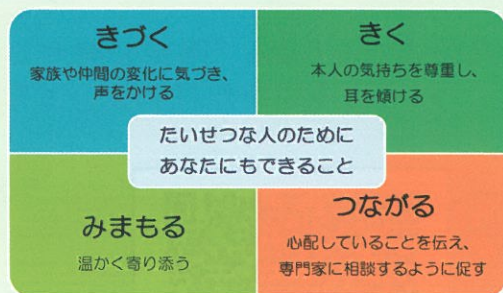 きづく
家族や仲間の変化に気づき、
声をかける
きく
本人の気持ちを尊重し、
耳を傾ける
たいせつな人のために
あなたにもできること
みまもる
温かく寄り添う
つながる
心配していることを伝え、
専門家に相談するように促す